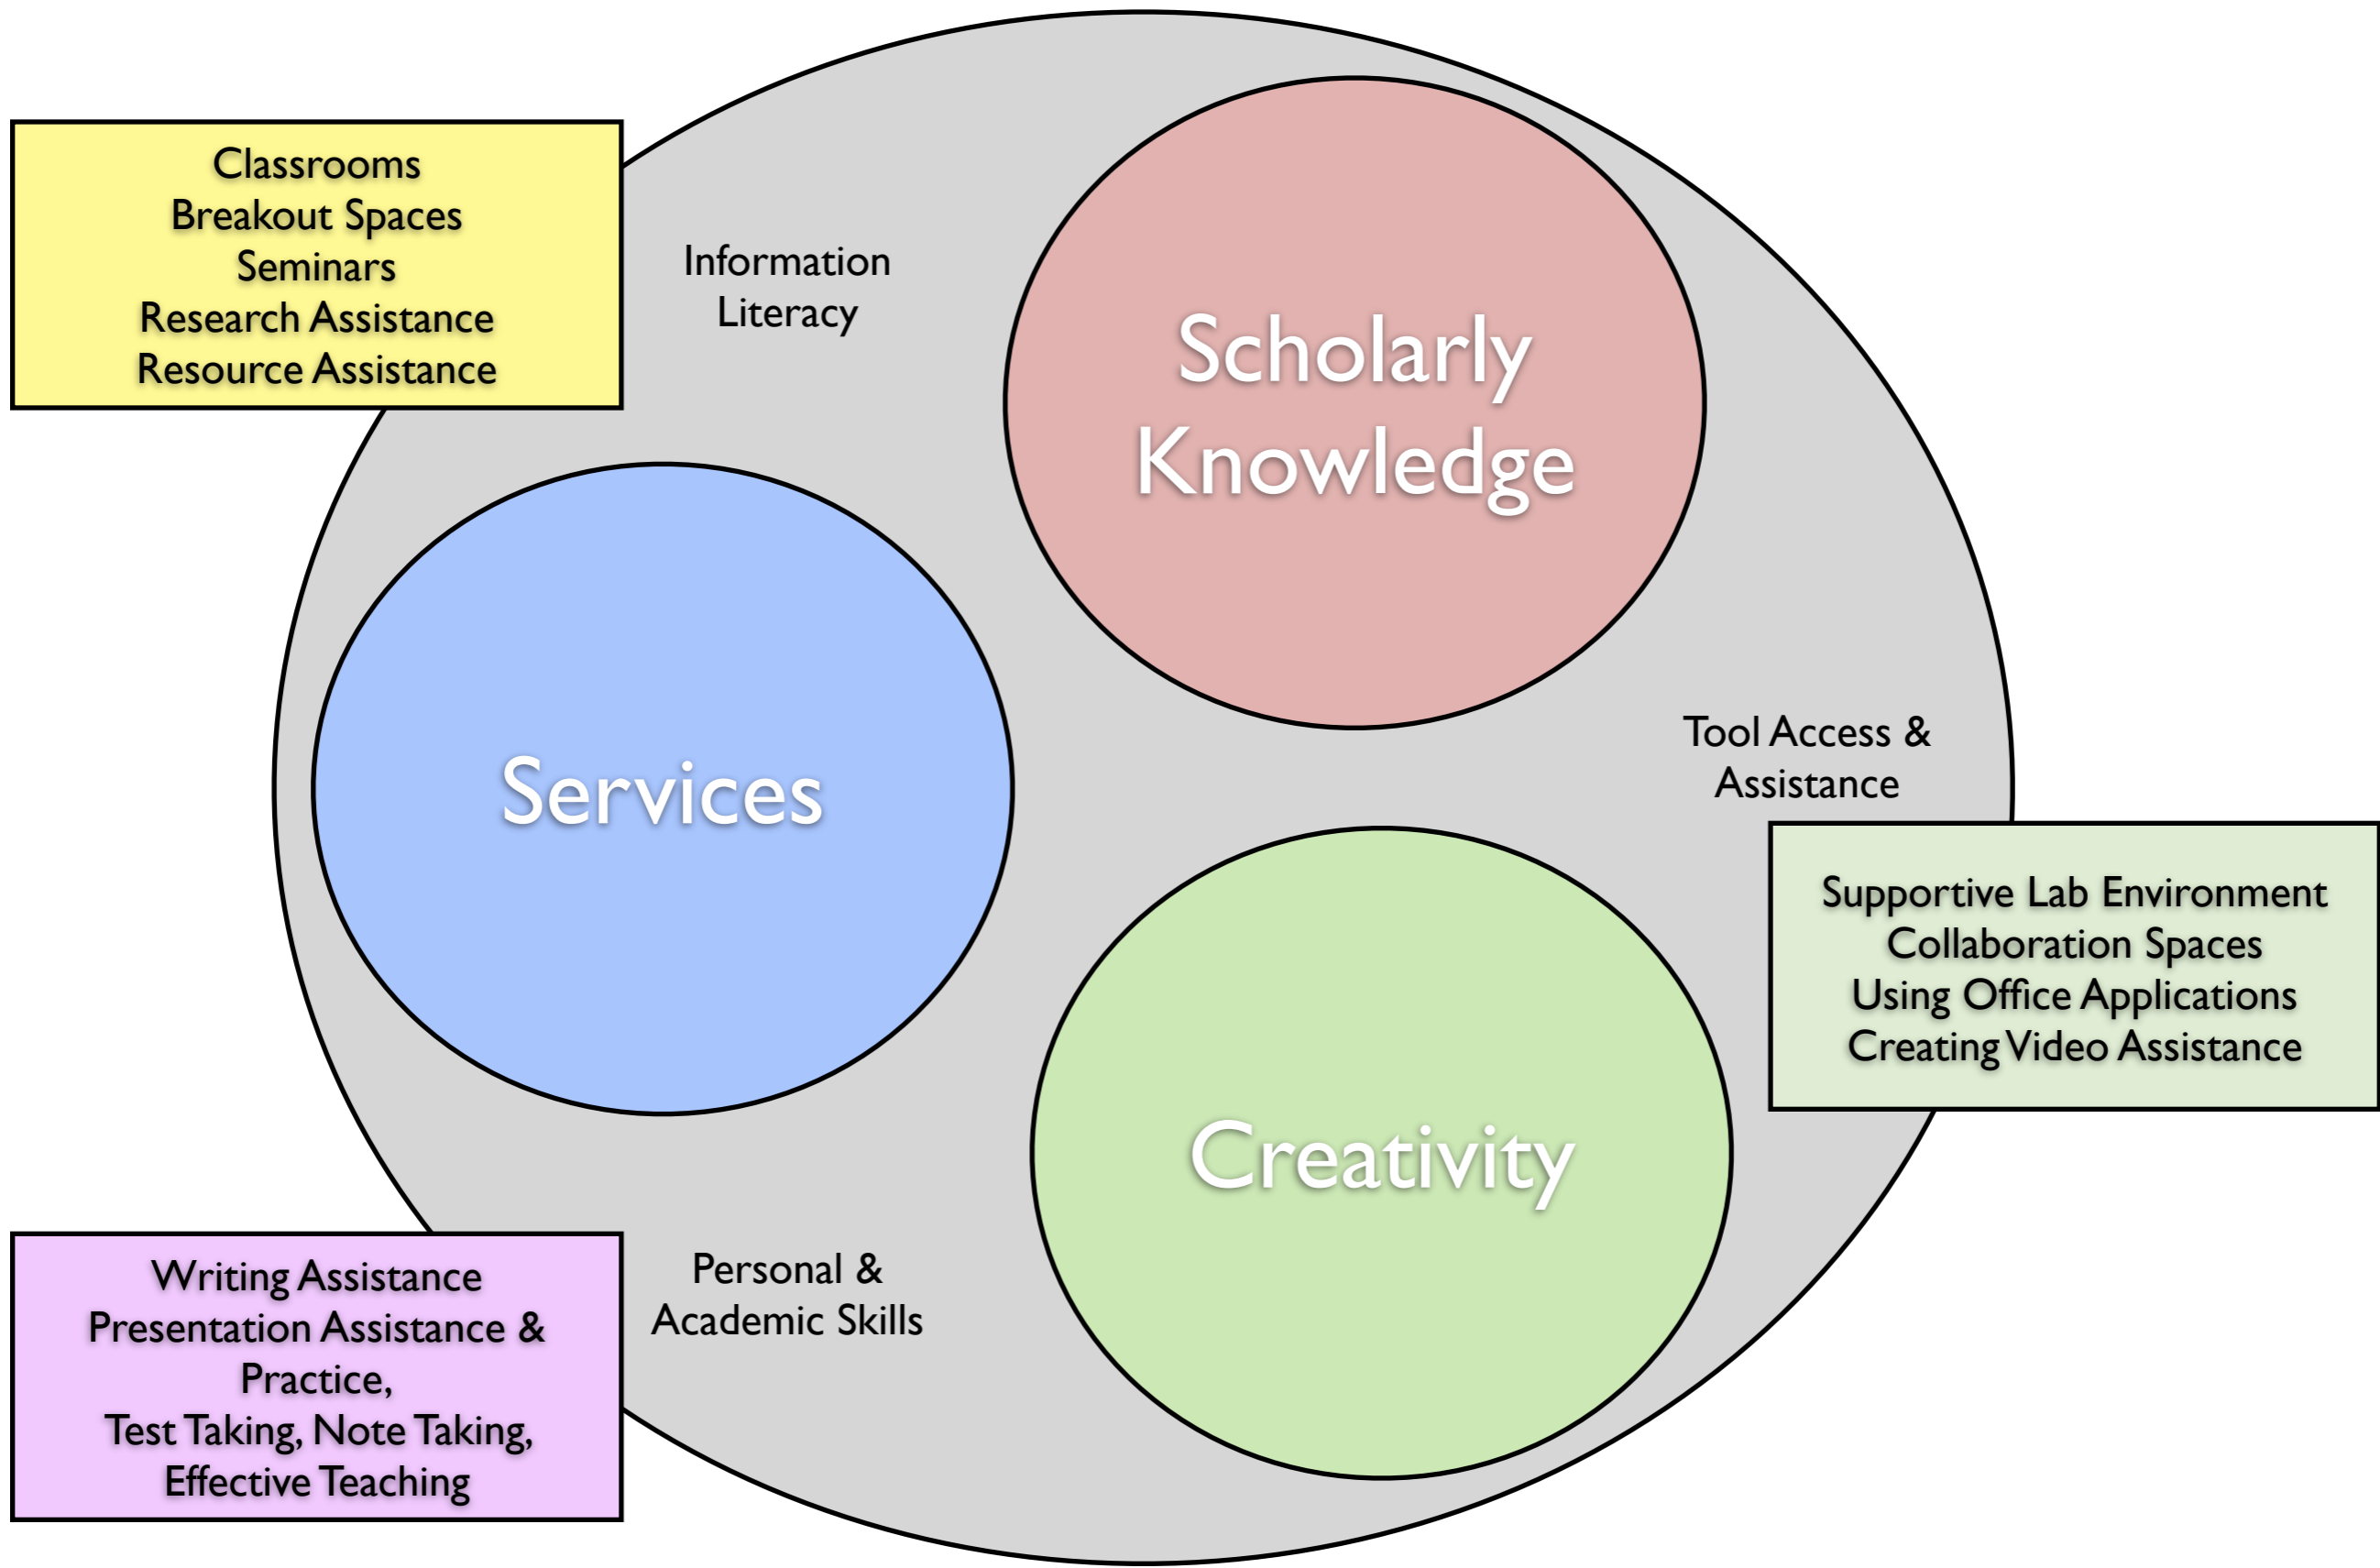 Classrooms
Breakout Spaces
Seminars
Research Assistance
Resource Assistance
Information
Literacy
Scholarly
Knowledge
Services
Tool Access &
Assistance
Supportive Lab Environment
Collaboration Spaces
Using Office Applications
Creating Video Assistance
Creativity
Writing Assistance
Presentation Assistance &
Practice,
Test Taking, Note Taking,
Effective Teaching
Personal &
Academic Skills